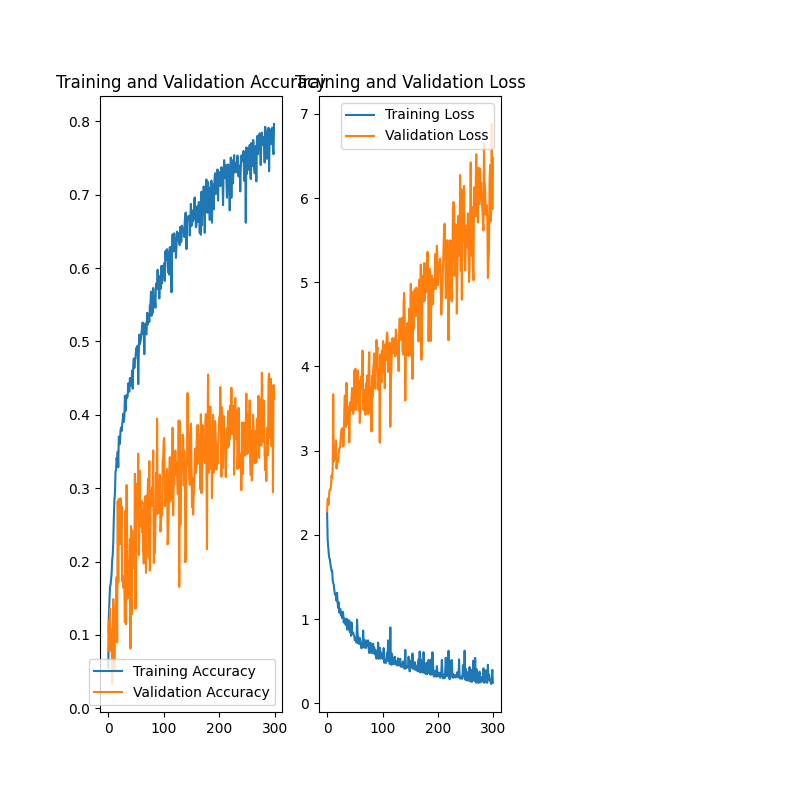 Training and Validation Accuracy
Training and Validation Loss
0.8
0.7
0.6
0.5
0.4
0.3
0.2
0.1
0.0
0 100 200 300
Training Accuracy
Validation Accuracy
7
6
5
4
3
2
1
0
0 100 200 300
Training Loss
Validation Loss